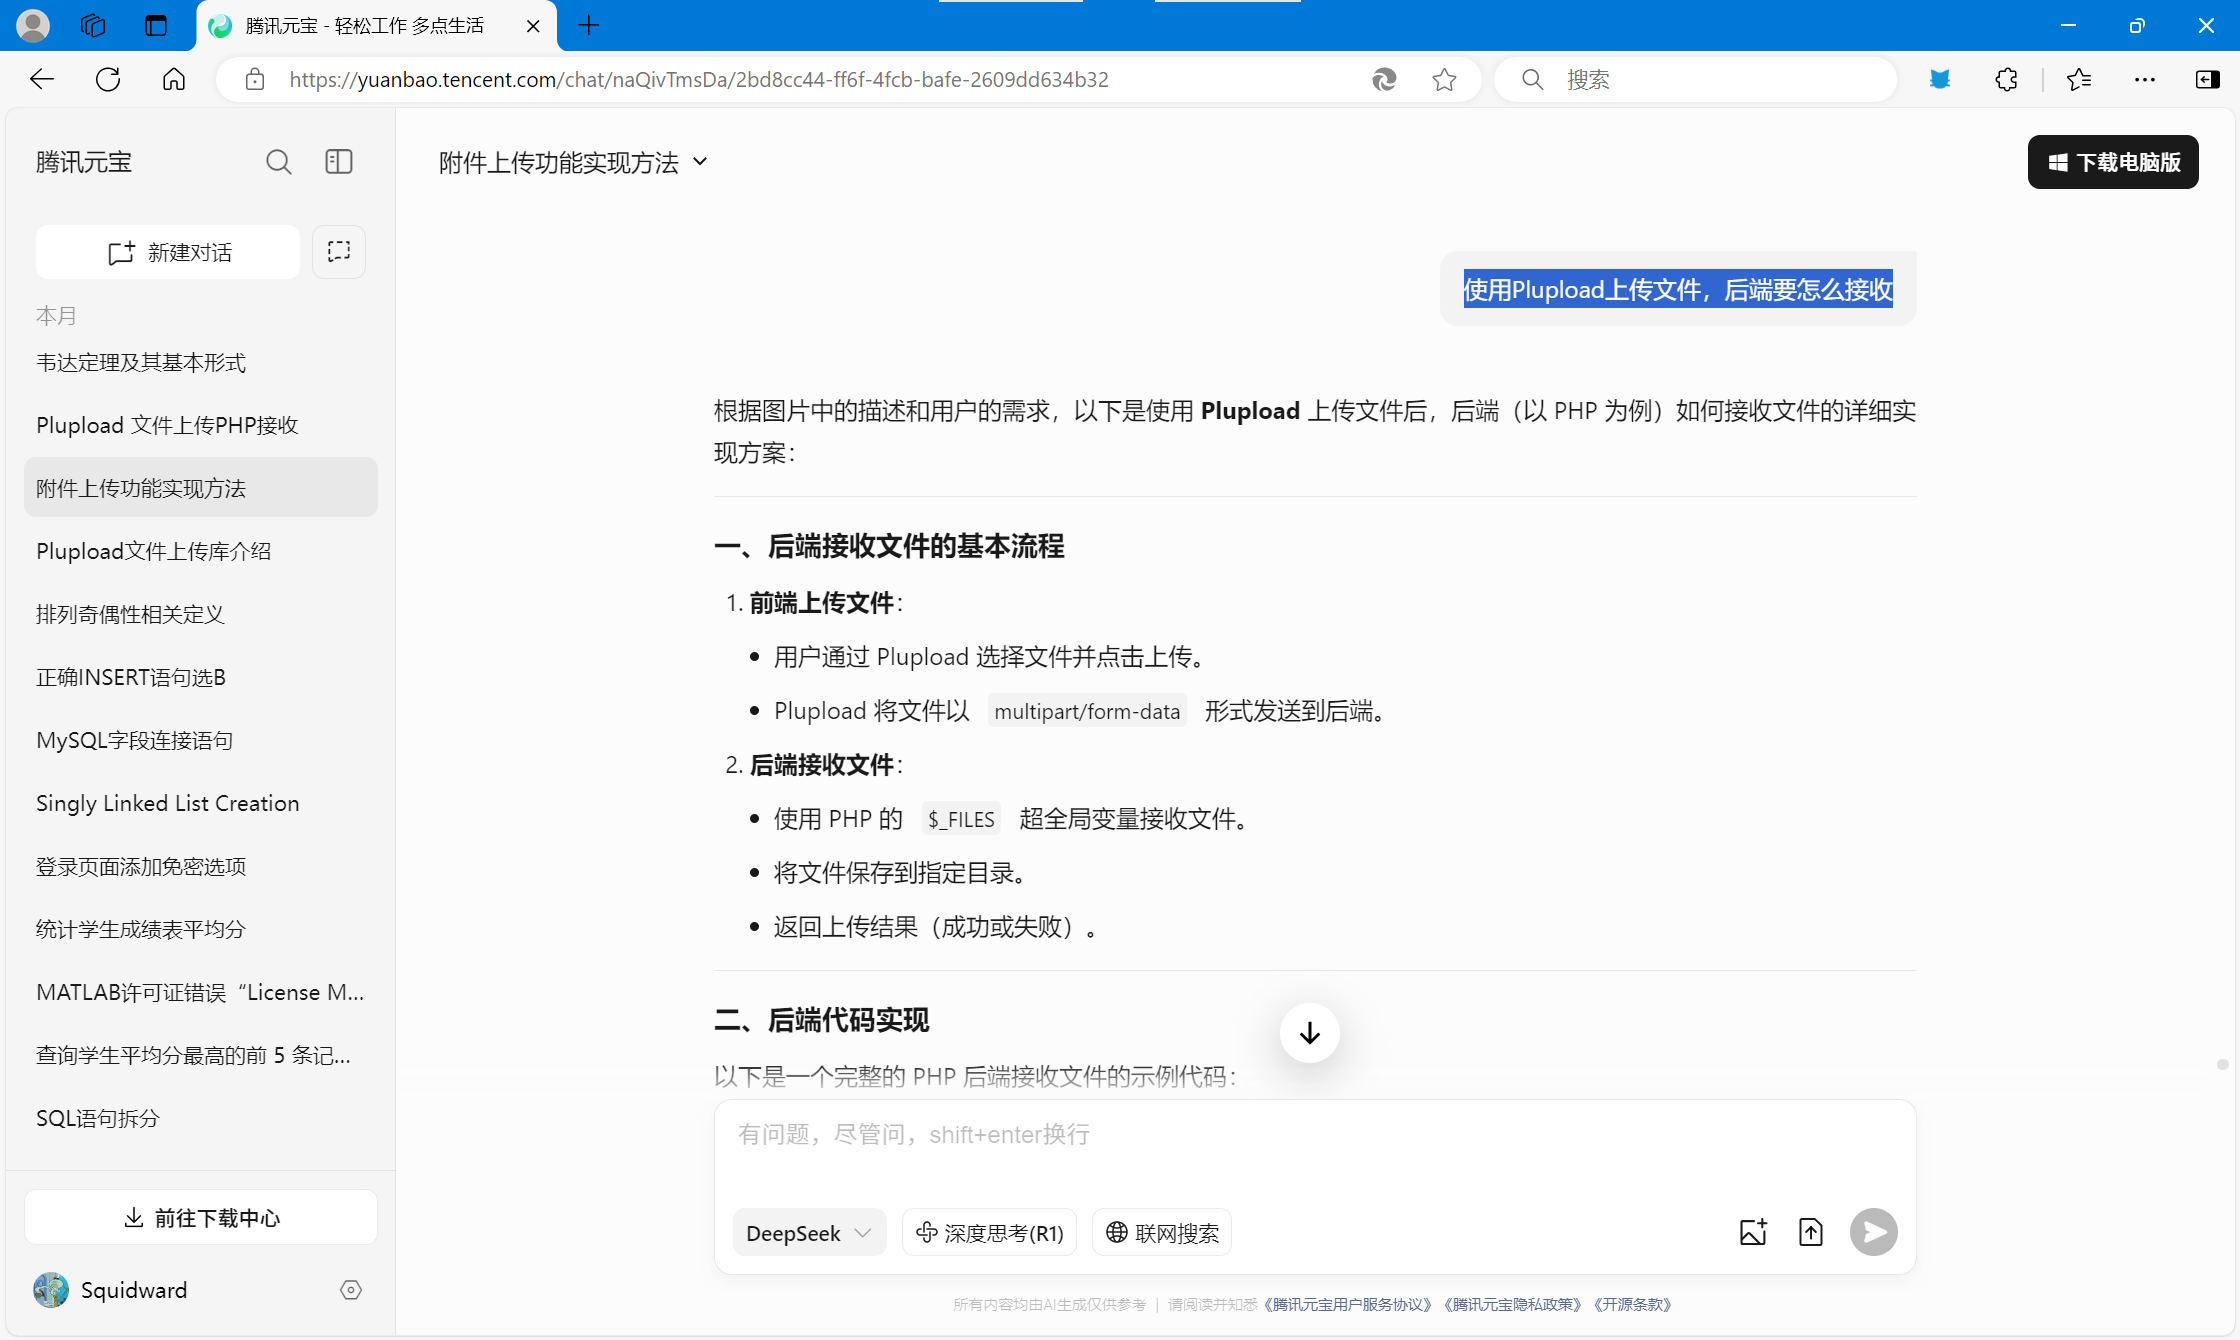 腾讯元宝 - 轻松工作 多点生活
https://yuanbao.tencent.com/chat/naQivTmsDa/2bd8cc44-ff6f-4fcb-bafe-2609dd634b32
搜索
腾讯元宝
新建对话
本月
韦达定理及其基本形式
Plupload 文件上传PHP接收
附件上传功能实现方法
Plupload文件上传库介绍
排列奇偶性相关定义
正确INSERT语句选B
MySQL字段连接语句
Singly Linked List Creation
登录页面添加免密选项
统计学生成绩表平均分
MATLAB许可证错误“License M...
查询学生平均分最高的前 5 条记...
SQL语句拆分
前往下载中心
Squidward
附件上传功能实现方法
下载电脑版
使用Plupload上传文件，后端要怎么接收
根据图片中的描述和用户的需求，以下是使用 Plupload 上传文件后，后端（以 PHP 为例）如何接收文件的详细实
现方案：
一、后端接收文件的基本流程
1. 前端上传文件：
• 用户通过 Plupload 选择文件并点击上传。
• Plupload 将文件以 multipart/form-data 形式发送到后端。
2. 后端接收文件：
• 使用 PHP 的 $_FILES 超全局变量接收文件。
• 将文件保存到指定目录。
• 返回上传结果（成功或失败）。
二、后端代码实现
以下是一个完整的 PHP 后端接收文件的示例代码：
有问题，尽管问，shift+enter换行
DeepSeek
深度思考(R1)
联网搜索
所有内容均由AI生成仅供参考 | 请阅读并知悉《腾讯元宝用户服务协议》《腾讯元宝隐私政策》《开源条款》